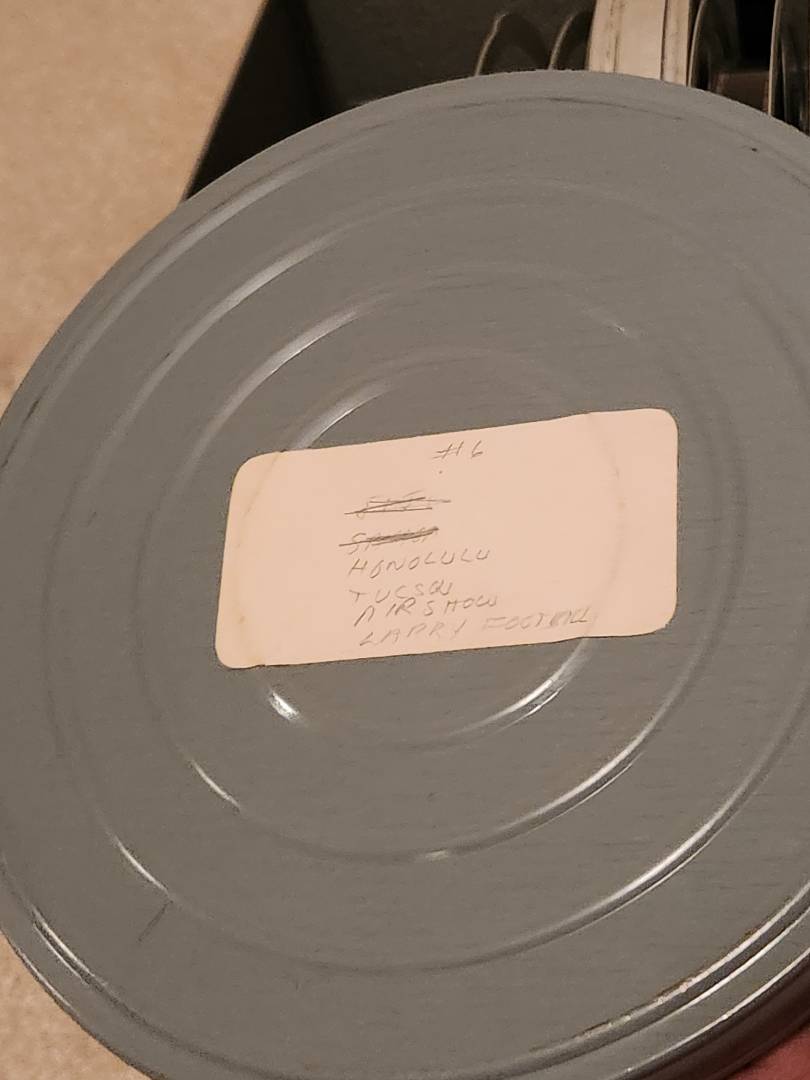 #6
HONOLULU
TUCSON
AIRSHOW
LARRY FOOTBALL